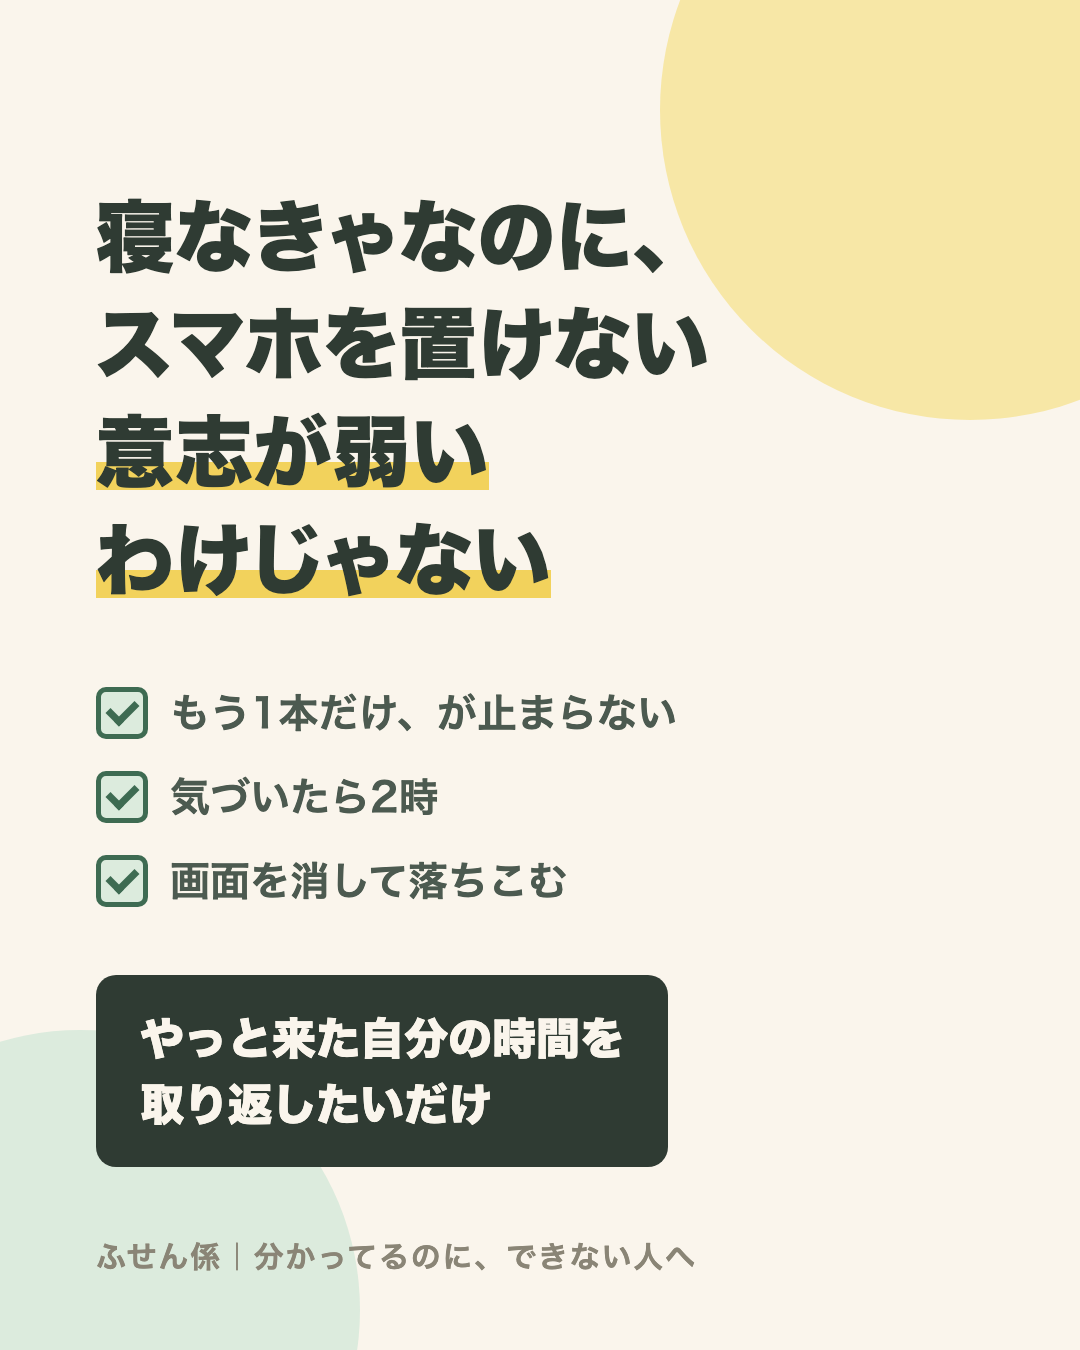 寝なきゃなのに、
スマホを置けない
意志が弱い
わけじゃない
もう1本だけ、が止まらない
気づいたら2時
画面を消して落ちこむ
やっと来た自分の時間を
取り返したいだけ
ふせん係｜分かってるのに、できない人へ